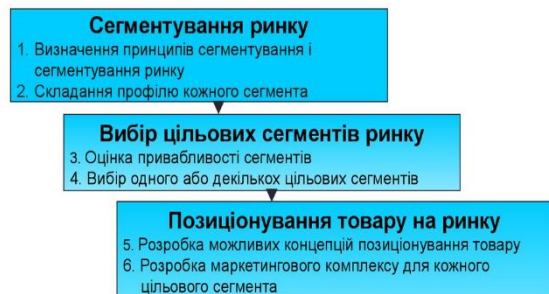 Сегментування ринку
1. Визначення принципів сегментування і
сегментування ринку
2. Складання профілю кожного сегмента
Вибір цільових сегментів ринку
3. Оцінка привабливості сегментів
4. Вибір одного або декількох цільових сегментів
Позиціонування товару на ринку
5. Розробка можливих концепцій позиціонування товару
6. Розробка маркетингового комплексу для кожного
цільового сегмента